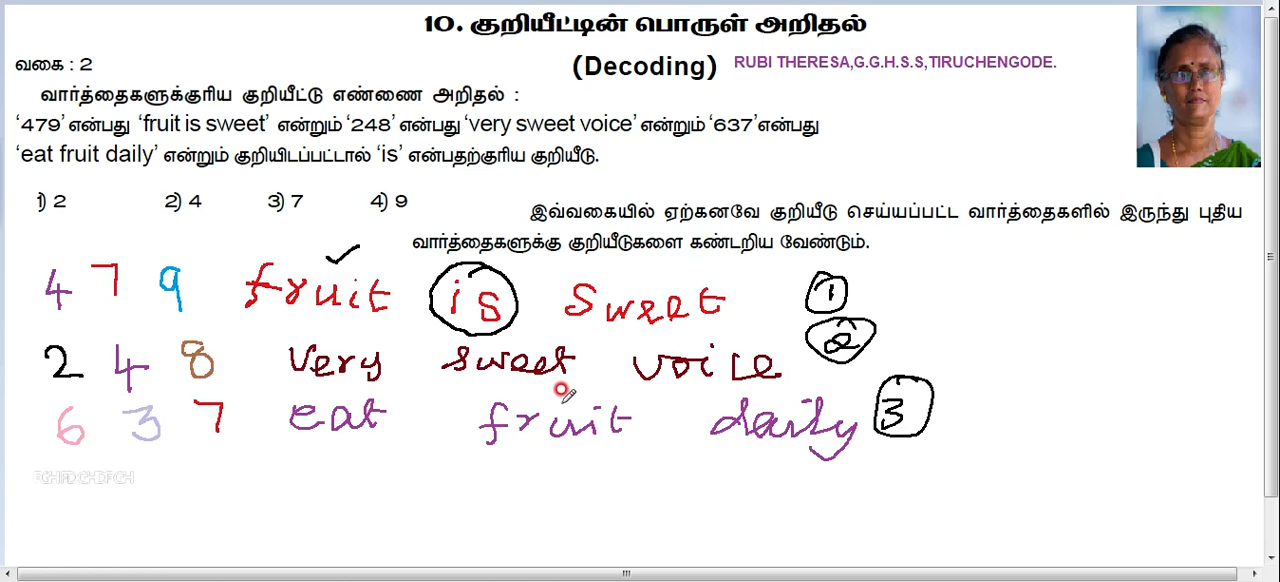 10. குறியீட்டின் பொருள் அறிதல்
(Decoding)
RUBI THERESA,G.G.H.S.S,TIRUCHENGODE.
வகை : 2
வார்த்தைகளுக்குரிய குறியீட்டு எண்ணை அறிதல் :
‘479’ என்பது ‘fruit is sweet’ என்றும் ‘248’ என்பது ‘very sweet voice’ என்றும் ‘637’ என்பது
‘eat fruit daily’ என்றும் குறியிடப்பட்டால் ‘is’ என்பதற்குரிய குறியீடு.
1) 2 2) 4 3) 7 4) 9
இவ்வகையில் ஏற்கனவே குறியீடு செய்யப்பட்ட வார்த்தைகளில் இருந்து புதிய
வார்த்தைகளுக்கு குறியீடுகளை கண்டறிய வேண்டும்.
4 7 9 fruit is sweet 1
2 4 8 very sweet voice 2
6 3 7 eat fruit daily 3